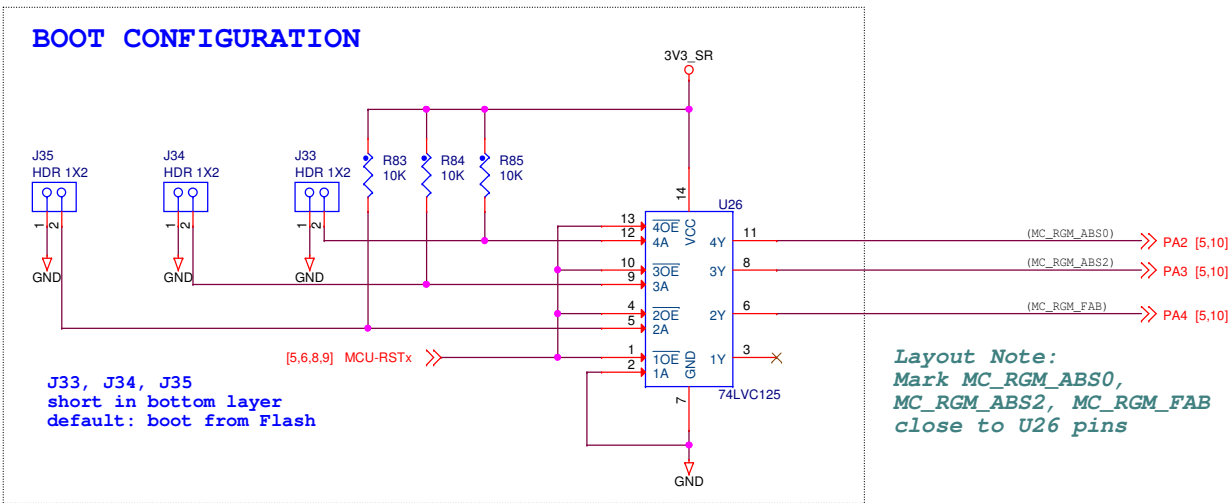 BOOT CONFIGURATION
3V3_SR
J35
HDR 1X2
J34
HDR 1X2
J33
HDR 1X2
R83
10K
R84
10K
R85
10K
1
2
1
2
1
2
GND
GND
GND
U26
14
VCC
13
4OE
12
4A
4Y
11
(MC_RGM_ABS0)
PA2 [5,10]
10
3OE
9
3A
3Y
8
(MC_RGM_ABS2)
PA3 [5,10]
4
2OE
5
2A
2Y
6
(MC_RGM_FAB)
PA4 [5,10]
[5,6,8,9] MCU-RSTx
1
1OE
2
1A
1Y
3
GND
7
74LVC125
GND
J33, J34, J35
short in bottom layer
default: boot from Flash
Layout Note:
Mark MC_RGM_ABS0,
MC_RGM_ABS2, MC_RGM_FAB
close to U26 pins